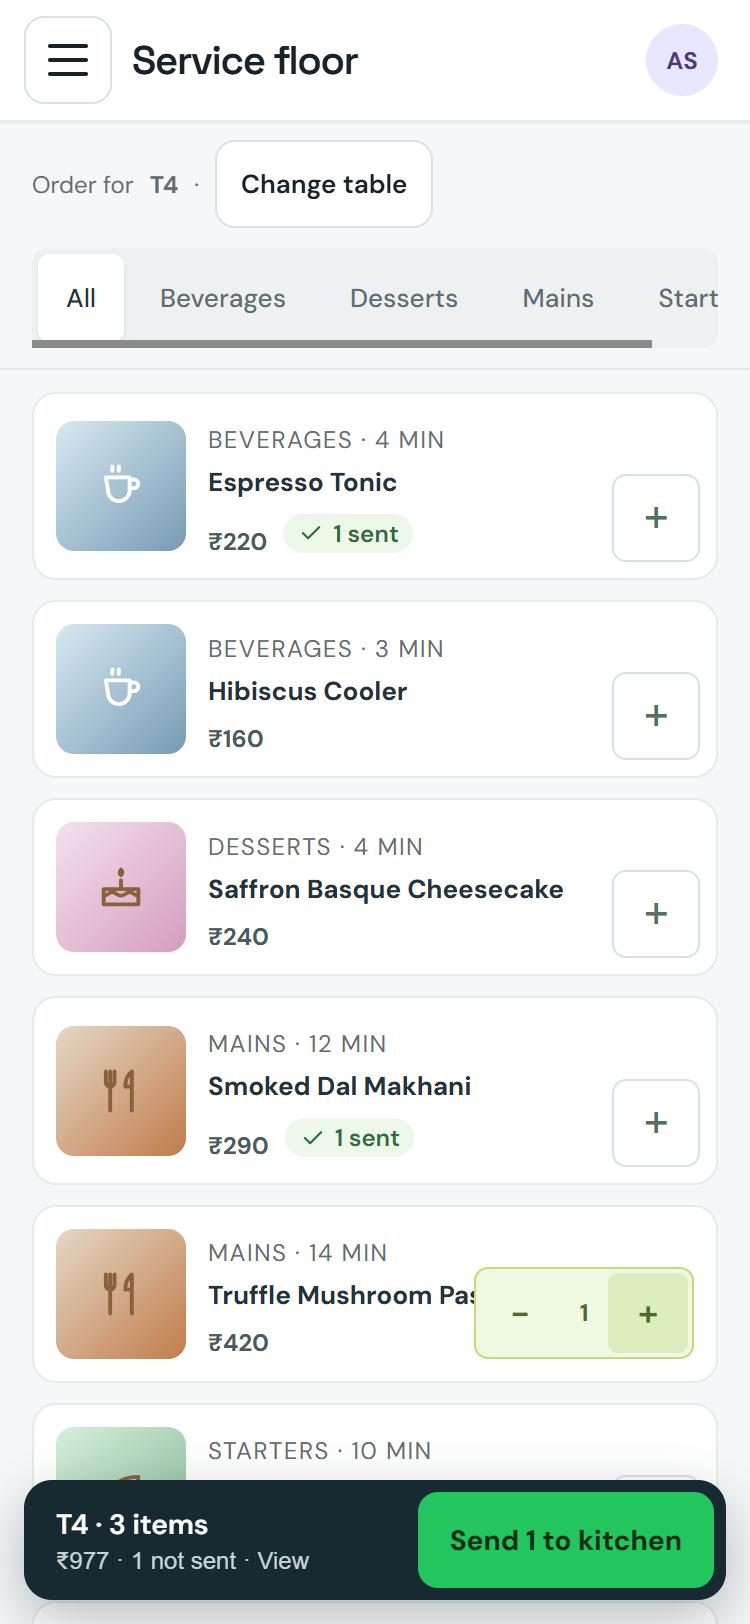 Service floor
AS
Order for T4 · Change table
All Beverages Desserts Mains Start
BEVERAGES · 4 MIN
Espresso Tonic
₹220 1 sent
+
BEVERAGES · 3 MIN
Hibiscus Cooler
₹160
+
DESSERTS · 4 MIN
Saffron Basque Cheesecake
₹240
+
MAINS · 12 MIN
Smoked Dal Makhani
₹290 1 sent
+
MAINS · 14 MIN
Truffle Mushroom Pas
₹420
− 1 +
STARTERS · 10 MIN
T4 · 3 items
₹977 · 1 not sent · View
Send 1 to kitchen